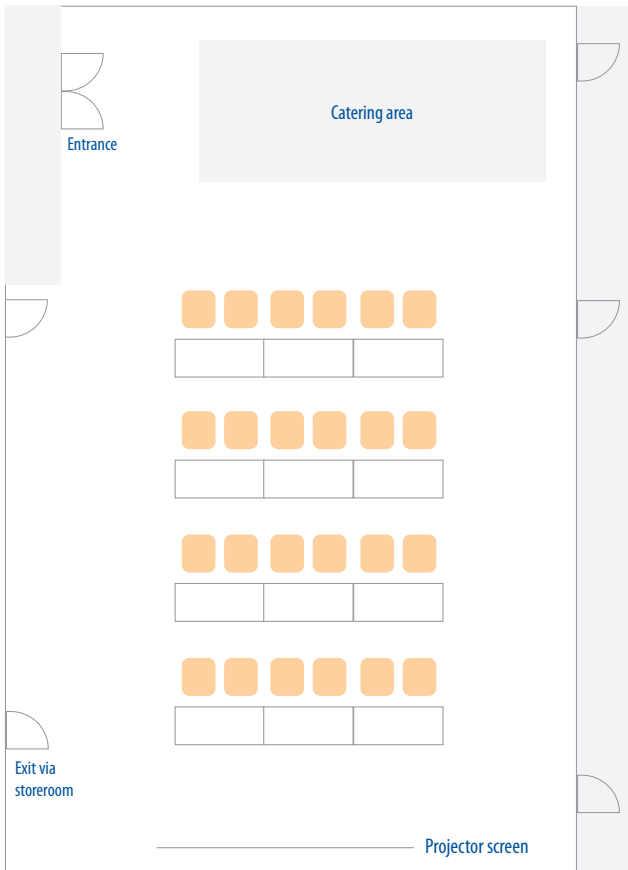 Catering area
Entrance
Exit via
storeroom
Projector screen